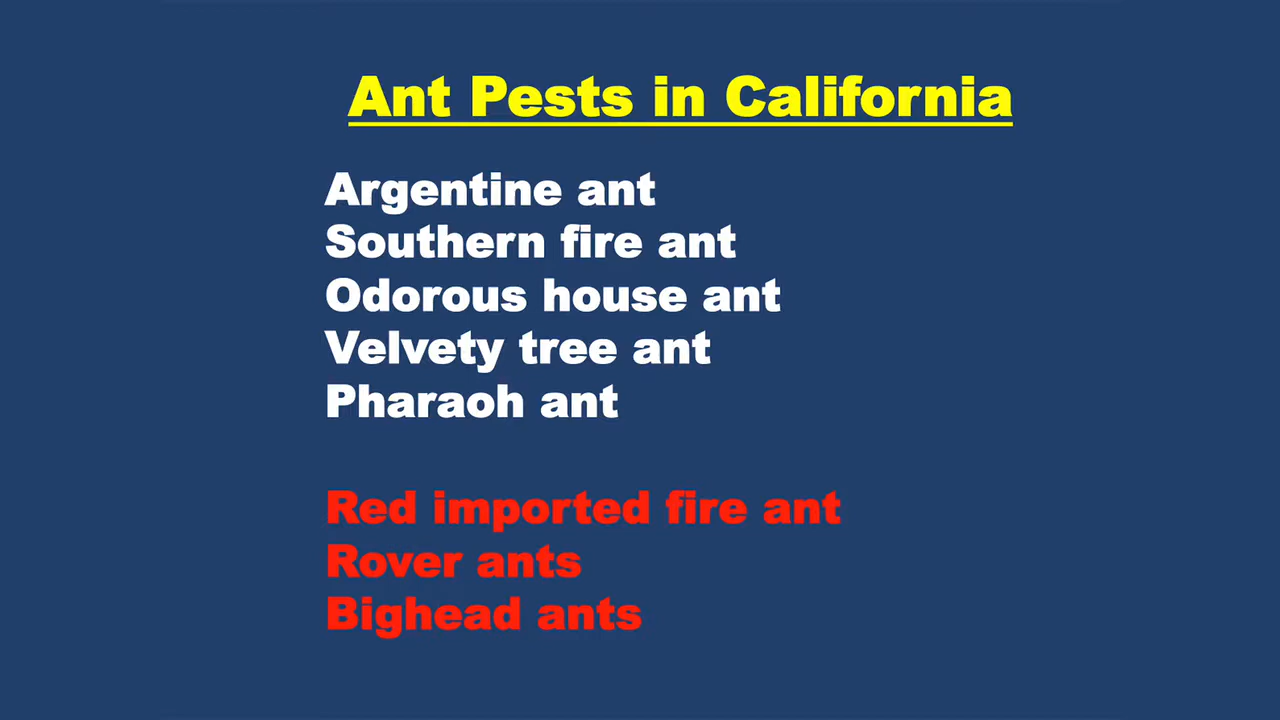 Ant Pests in California
Argentine ant
Southern fire ant
Odorous house ant
Velvety tree ant
Pharaoh ant
Red imported fire ant
Rover ants
Bighead ants